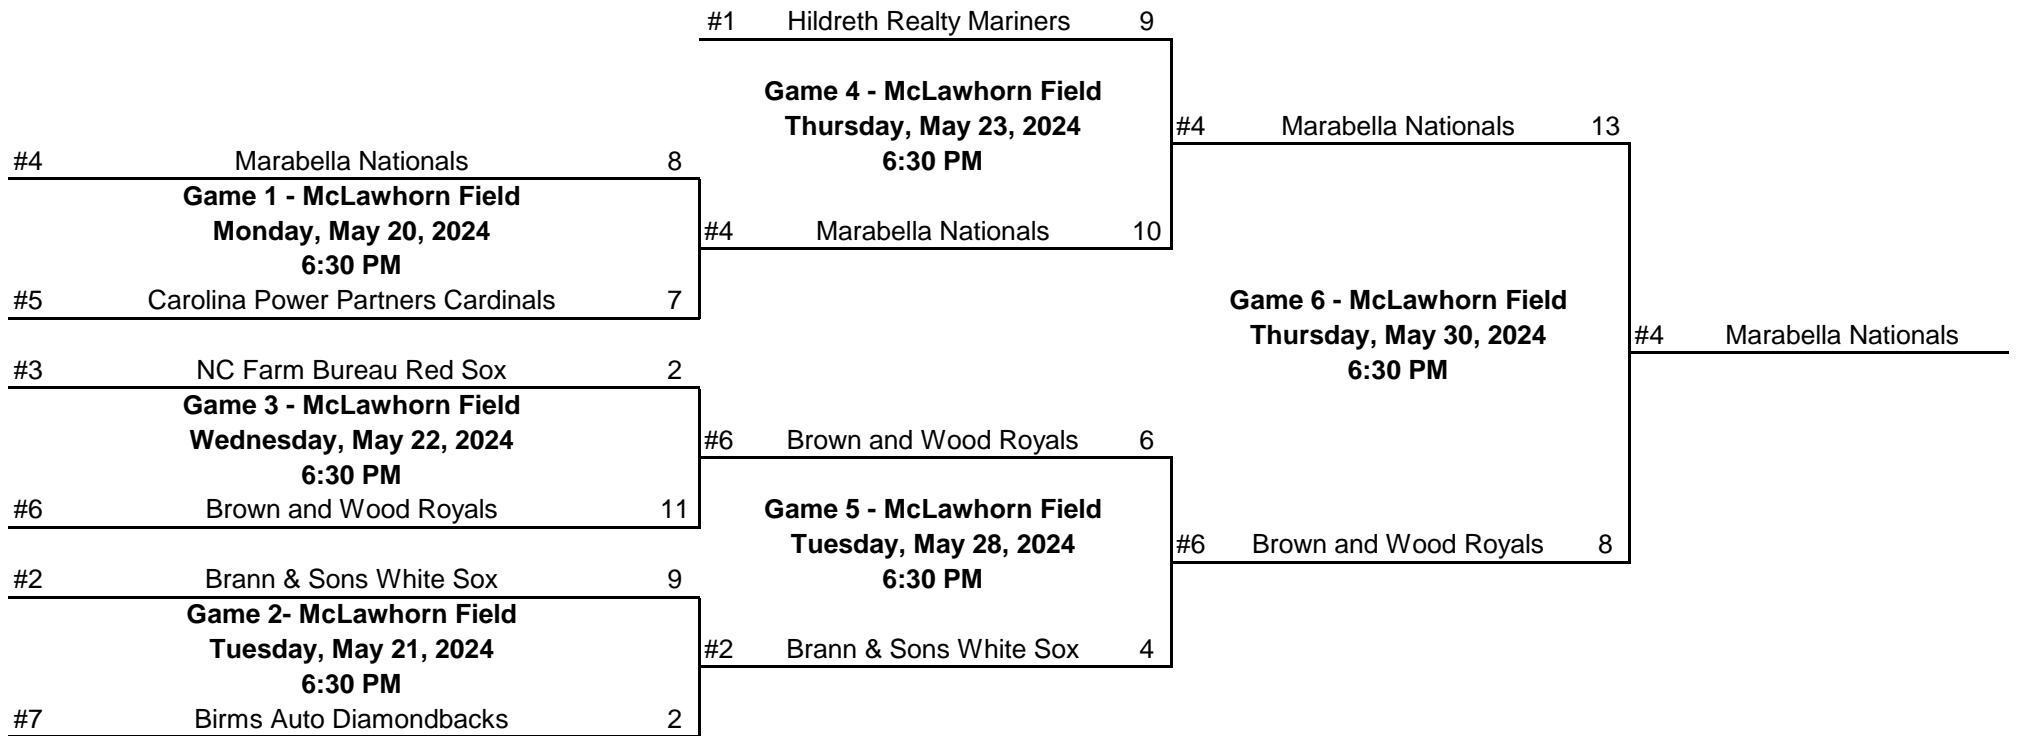 #1 Hildreth Realty Mariners 9
Game 4 - McLawhorn Field
Thursday, May 23, 2024
6:30 PM
#4 Marabella Nationals 10
#4 Marabella Nationals 8
Game 1 - McLawhorn Field
Monday, May 20, 2024
6:30 PM
#5 Carolina Power Partners Cardinals 7
#3 NC Farm Bureau Red Sox 2
Game 3 - McLawhorn Field
Wednesday, May 22, 2024
6:30 PM
#6 Brown and Wood Royals 11
#2 Brann & Sons White Sox 9
Game 2- McLawhorn Field
Tuesday, May 21, 2024
6:30 PM
#7 Birms Auto Diamondbacks 2
#6 Brown and Wood Royals 6
Game 5 - McLawhorn Field
Tuesday, May 28, 2024
6:30 PM
#2 Brann & Sons White Sox 4
#4 Marabella Nationals 13
Game 6 - McLawhorn Field
Thursday, May 30, 2024
6:30 PM
#6 Brown and Wood Royals 8
#4 Marabella Nationals